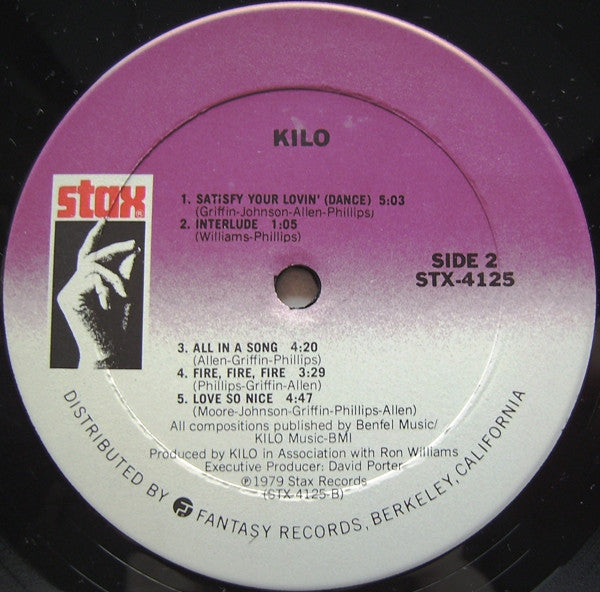 KILO
stax®
1. SATiSFY YOUR LOVIN' (DANCE) 5:03
(Griffin-Johnson-Allen-Phillips)
2. INTERLUDE 1:05
(Williams-Phillips)
SIDE 2
STX-4125
3. ALL IN A SONG 4:20
(Allen-Griffin-Phillips)
4. FIRE, FIRE, FIRE 3:29
(Phillips-Griffin-Allen)
5. LOVE SO NICE 4:47
(Moore-Johnson-Griffin-Phillips-Allen)
All compositions published by Benfel Music/
KILO Music-BMI
Produced by KILO in Association with Ron Williams
Executive Producer: David Porter
℗1979 Stax Records
(STX-4125-B)
DISTRIBUTED BY FANTASY RECORDS, BERKELEY, CALIFORNIA